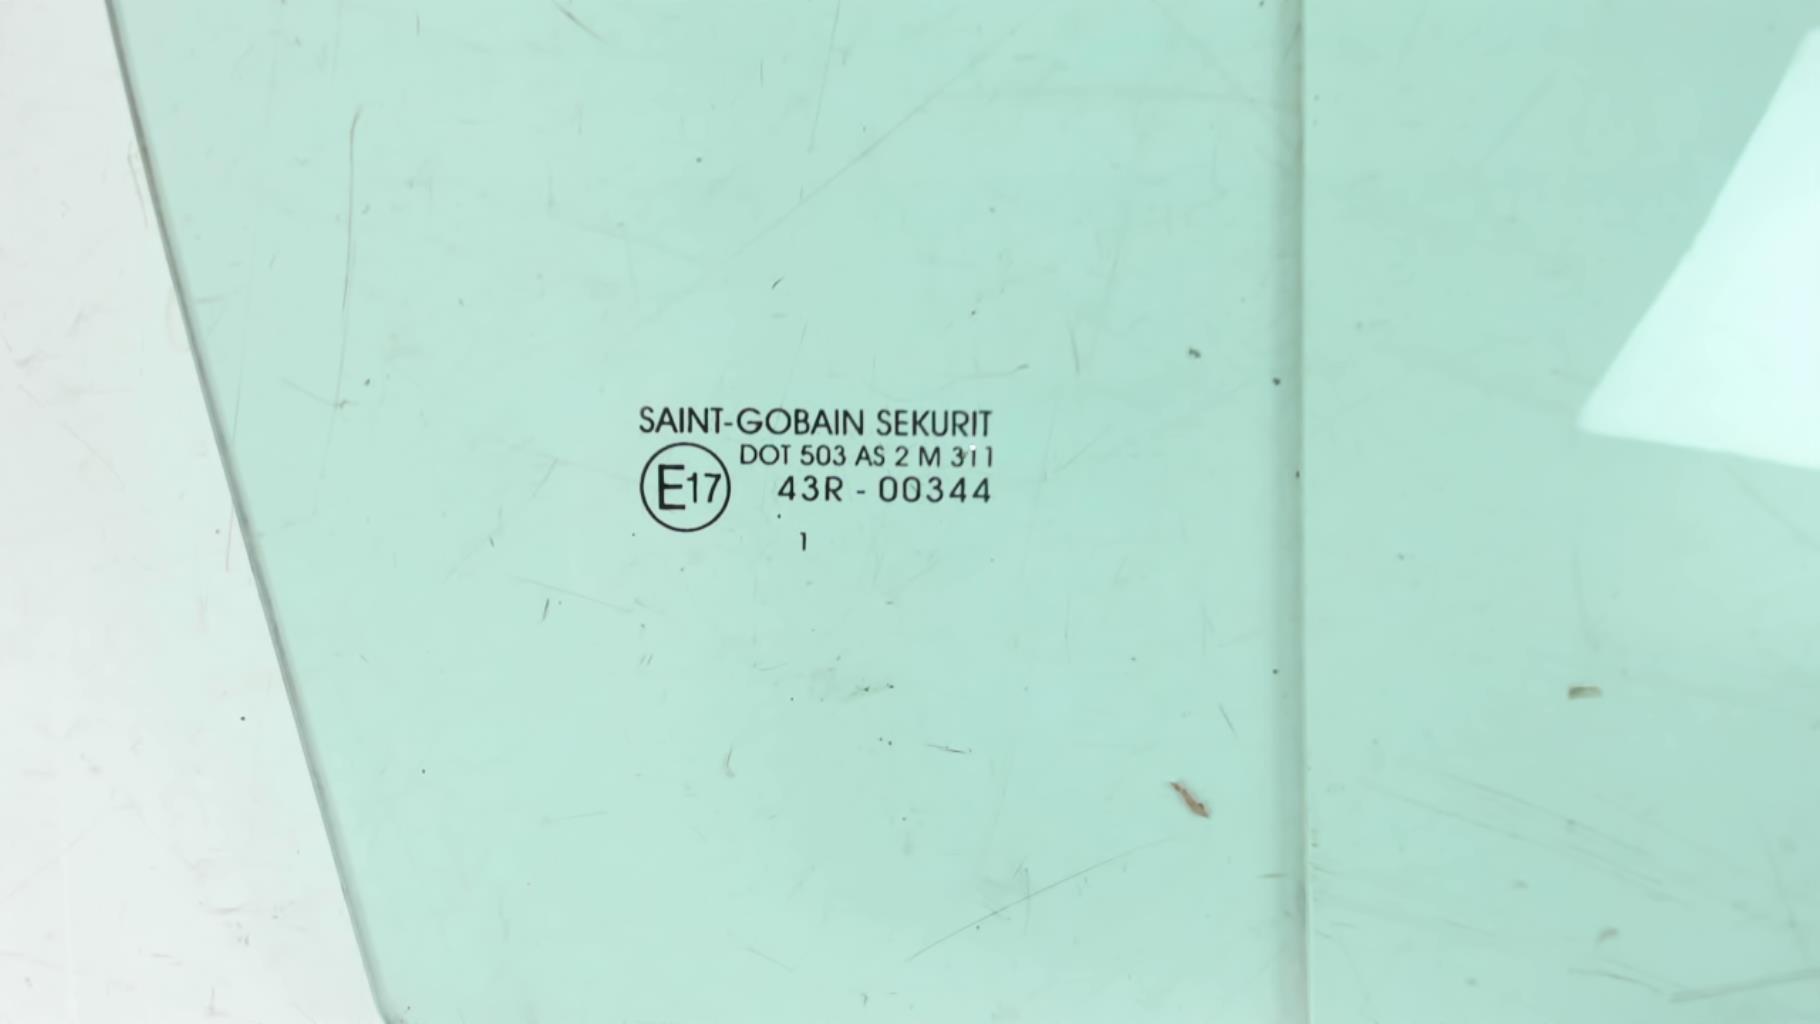 SAINT-GOBAIN SEKURIT
DOT 503 AS 2 M 311
E17 43R - 00344
1